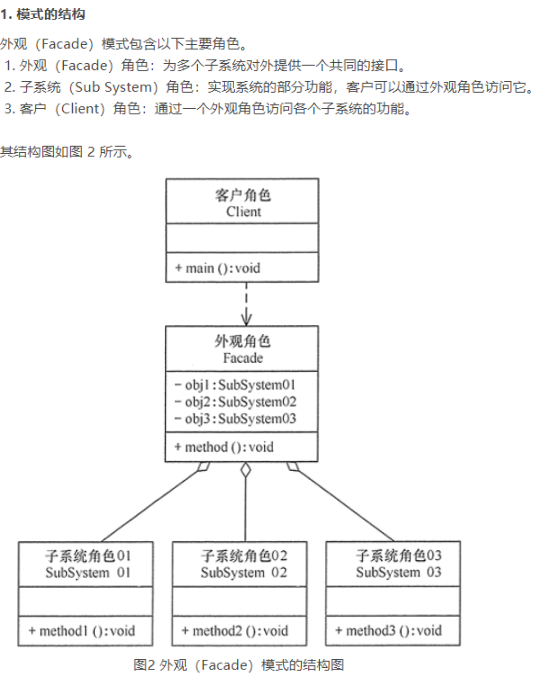 1. 模式的结构
外观（Facade）模式包含以下主要角色。
1. 外观（Facade）角色：为多个子系统对外提供一个共同的接口。
2. 子系统（Sub System）角色：实现系统的部分功能，客户可以通过外观角色访问它。
3. 客户（Client）角色：通过一个外观角色访问各个子系统的功能。
其结构图如图 2 所示。
客户角色
Client
+ main ():void
外观角色
Facade
- obj1:SubSystem01
- obj2:SubSystem02
- obj3:SubSystem03
+ method ():void
子系统角色01
SubSystem 01
+ method1 ():void
子系统角色02
SubSystem 02
+ method2 ():void
子系统角色03
SubSystem 03
+ method3 ():void
图2 外观（Facade）模式的结构图